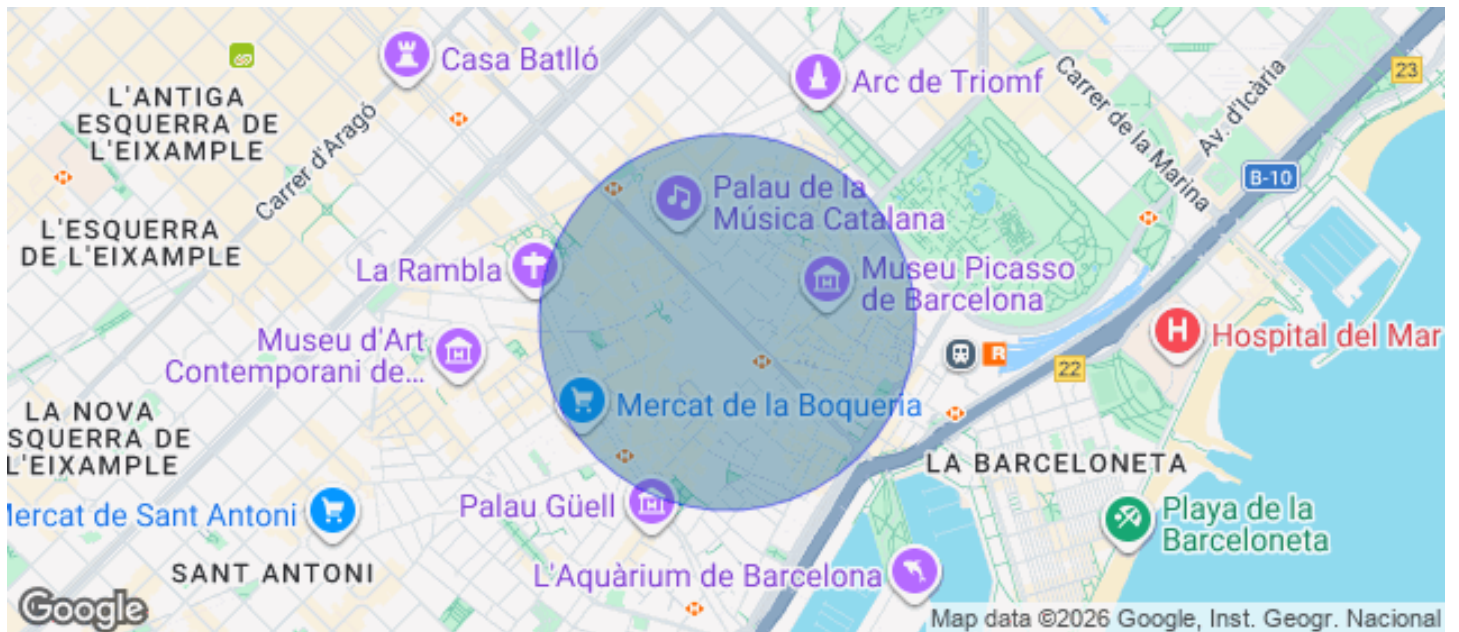 Casa Batlló
Arc de Triomf
Carrer de la Marina
Av. d'Icària
23
L'ANTIGA
ESQUERRA DE
L'EIXAMPLE
Carrer d'Aragó
B-10
Palau de la
Música Catalana
L'ESQUERRA
DE L'EIXAMPLE
La Rambla
Museu Picasso
de Barcelona
Museu d'Art
Contemporani de...
R
H
Hospital del Mar
22
LA NOVA
SQUERRA DE
L'EIXAMPLE
Mercat de la Boqueria
LA BARCELONETA
Mercat de Sant Antoni
Palau Güell
Playa de la
Barceloneta
SANT ANTONI
L'Aquàrium de Barcelona
Google
Map data ©2026 Google, Inst. Geogr. Nacional